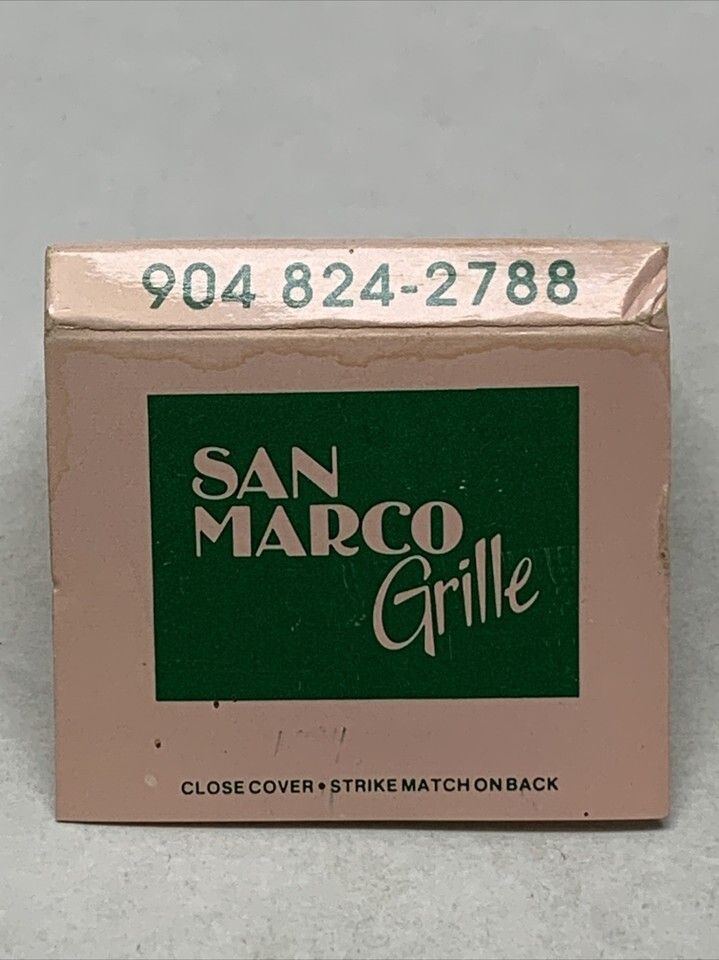 904 824-2788
SAN
MARCO
Grille
CLOSE COVER • STRIKE MATCH ON BACK